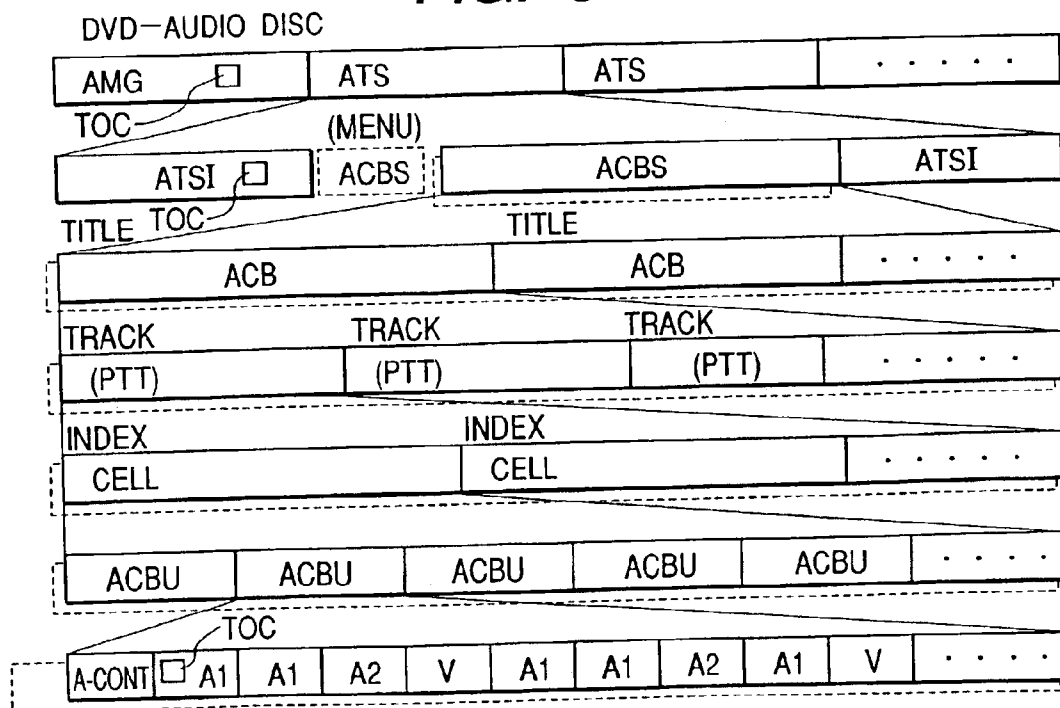 DVD-AUDIO DISC
AMG ATS ATS · · · · ·
TOC (MENU)
ATSI ACBS ACBS ATSI
TITLE TOC TITLE
ACB ACB · · · · ·
TRACK TRACK TRACK
(PTT) (PTT) (PTT) · · · · ·
INDEX INDEX
CELL CELL · · · · ·
ACBU ACBU ACBU ACBU ACBU · · · · ·
TOC
A-CONT A1 A1 A2 V A1 A1 A2 A1 V · · · ·